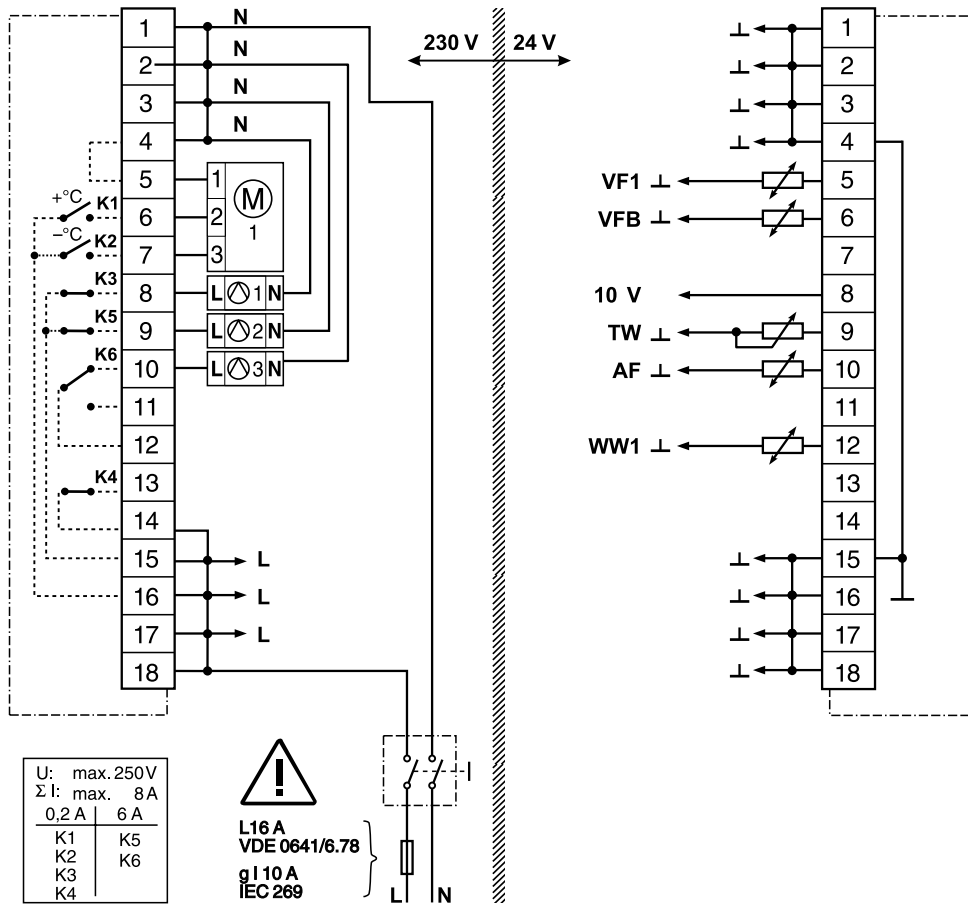 230 V 24 V
1 N
2 N
3 N
4 N
5 1
+°C K1 6 2 M 1
−°C K2 7 3
K3 8 L 1 N
K5 9 L 2 N
K6 10 L 3 N
11
12
K4 13
14
15 L
16 L
17 L
18
⊥ 1
⊥ 2
⊥ 3
⊥ 4
VF1 ⊥ 5
VFB ⊥ 6
7
10 V 8
TW ⊥ 9
AF ⊥ 10
11
WW1 ⊥ 12
13
14
⊥ 15
⊥ 16
⊥ 17
⊥ 18
I
U: max. 250 V
Σ I: max. 8 A
0,2 A 6 A
K1 K5
K2 K6
K3
K4
!
L16 A
VDE 0641/6.78
g l 10 A
IEC 269
L N